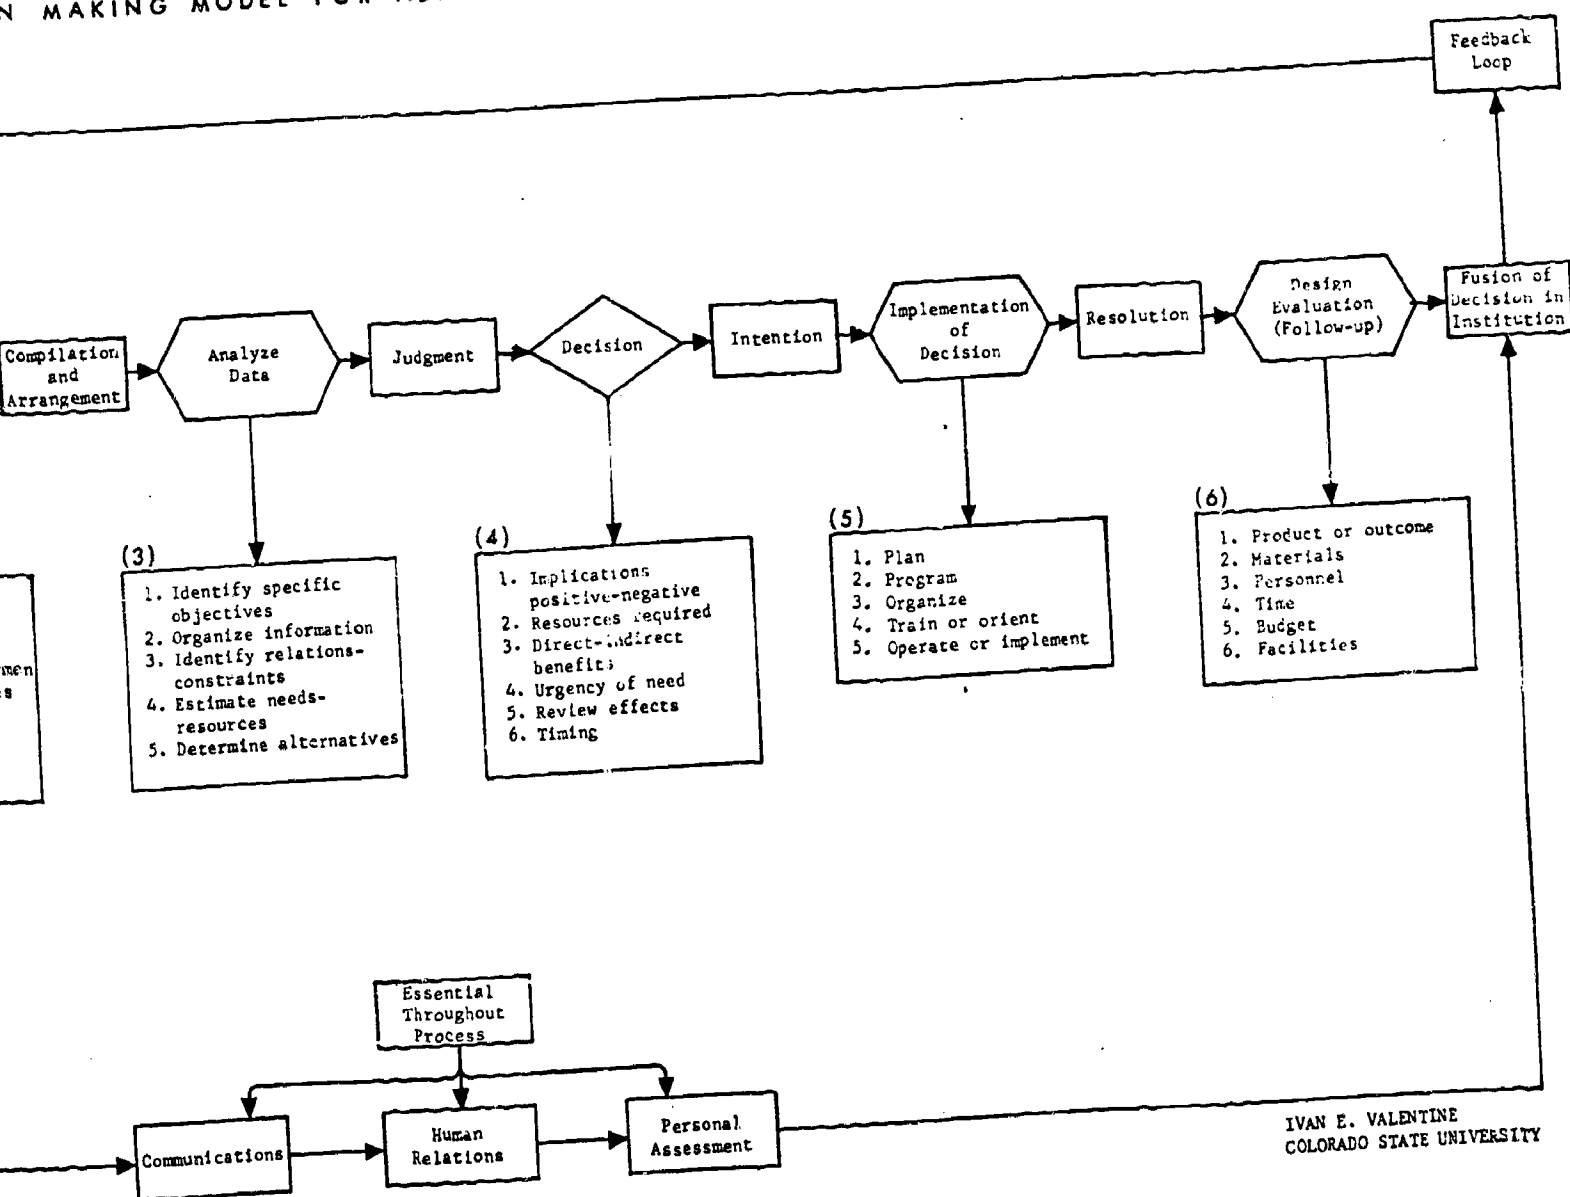 N MAKING MODEL FOR
Feedback
Loop
Compilation
and
Arrangement
Analyze
Data
Judgment
Decision
Intention
Implementation
of
Decision
Resolution
Design
Evaluation
(Follow-up)
Fusion of
Decision in
Institution
(3)
1. Identify specific
objectives
2. Organize information
3. Identify relations-
constraints
4. Estimate needs-
resources
5. Determine alternatives
(4)
1. Implications
positive-negative
2. Resources required
3. Direct-indirect
benefits
4. Urgency of need
5. Review effects
6. Timing
(5)
1. Plan
2. Program
3. Organize
4. Train or orient
5. Operate or implement
(6)
1. Product or outcome
2. Materials
3. Personnel
4. Time
5. Budget
6. Facilities
men
s
Essential
Throughout
Process
Communications
Human
Relations
Personal
Assessment
IVAN E. VALENTINE
COLORADO STATE UNIVERSITY